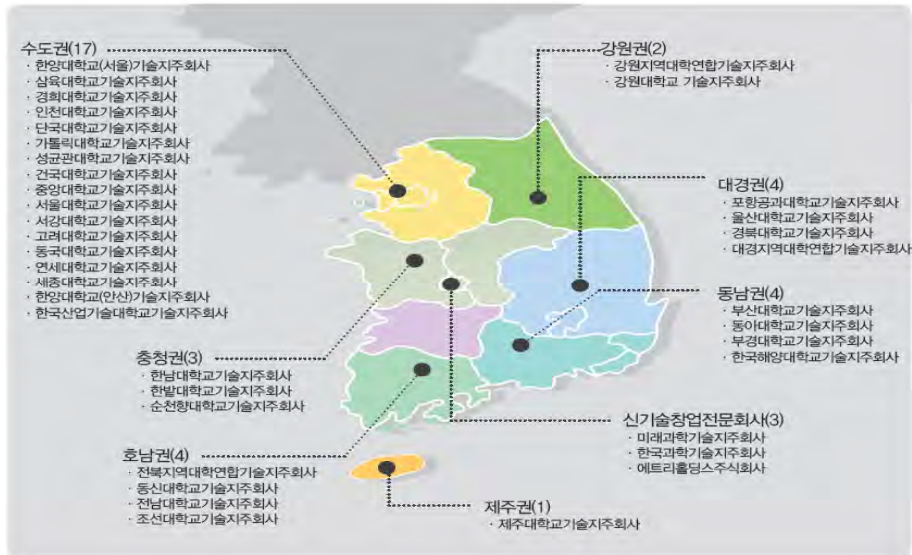 수도권(17)
· 한양대학교(서울)기술지주회사
· 삼육대학교기술지주회사
· 경희대학교기술지주회사
· 인천대학교기술지주회사
· 단국대학교기술지주회사
· 가톨릭대학교기술지주회사
· 성균관대학교기술지주회사
· 건국대학교기술지주회사
· 중앙대학교기술지주회사
· 서울대학교기술지주회사
· 서강대학교기술지주회사
· 고려대학교기술지주회사
· 동국대학교기술지주회사
· 연세대학교기술지주회사
· 세종대학교기술지주회사
· 한양대학교(안산)기술지주회사
· 한국산업기술대학교기술지주회사
강원권(2)
· 강원지역대학연합기술지주회사
· 강원대학교 기술지주회사
대경권(4)
· 포항공과대학교기술지주회사
· 울산대학교기술지주회사
· 경북대학교기술지주회사
· 대경지역대학연합기술지주회사
동남권(4)
· 부산대학교기술지주회사
· 동아대학교기술지주회사
· 부경대학교기술지주회사
· 한국해양대학교기술지주회사
충청권(3)
· 한남대학교기술지주회사
· 한밭대학교기술지주회사
· 순천향대학교기술지주회사
신기술창업전문회사(3)
· 미래과학기술지주회사
· 한국과학기술지주회사
· 에트리홀딩스주식회사
호남권(4)
· 전북지역대학연합기술지주회사
· 동신대학교기술지주회사
· 전남대학교기술지주회사
· 조선대학교기술지주회사
제주권(1)
· 제주대학교기술지주회사